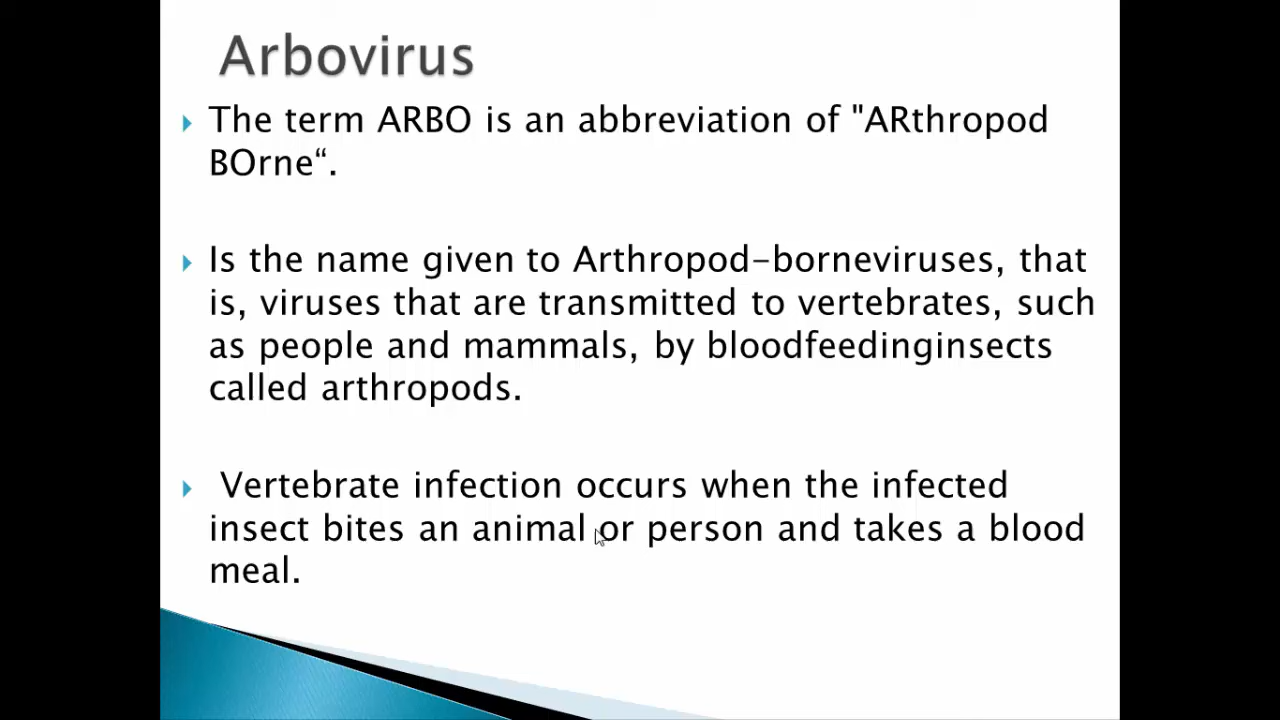 Arbovirus
The term ARBO is an abbreviation of "ARthropod
BOrne“.
Is the name given to Arthropod-borneviruses, that
is, viruses that are transmitted to vertebrates, such
as people and mammals, by bloodfeedinginsects
called arthropods.
Vertebrate infection occurs when the infected
insect bites an animal or person and takes a blood
meal.